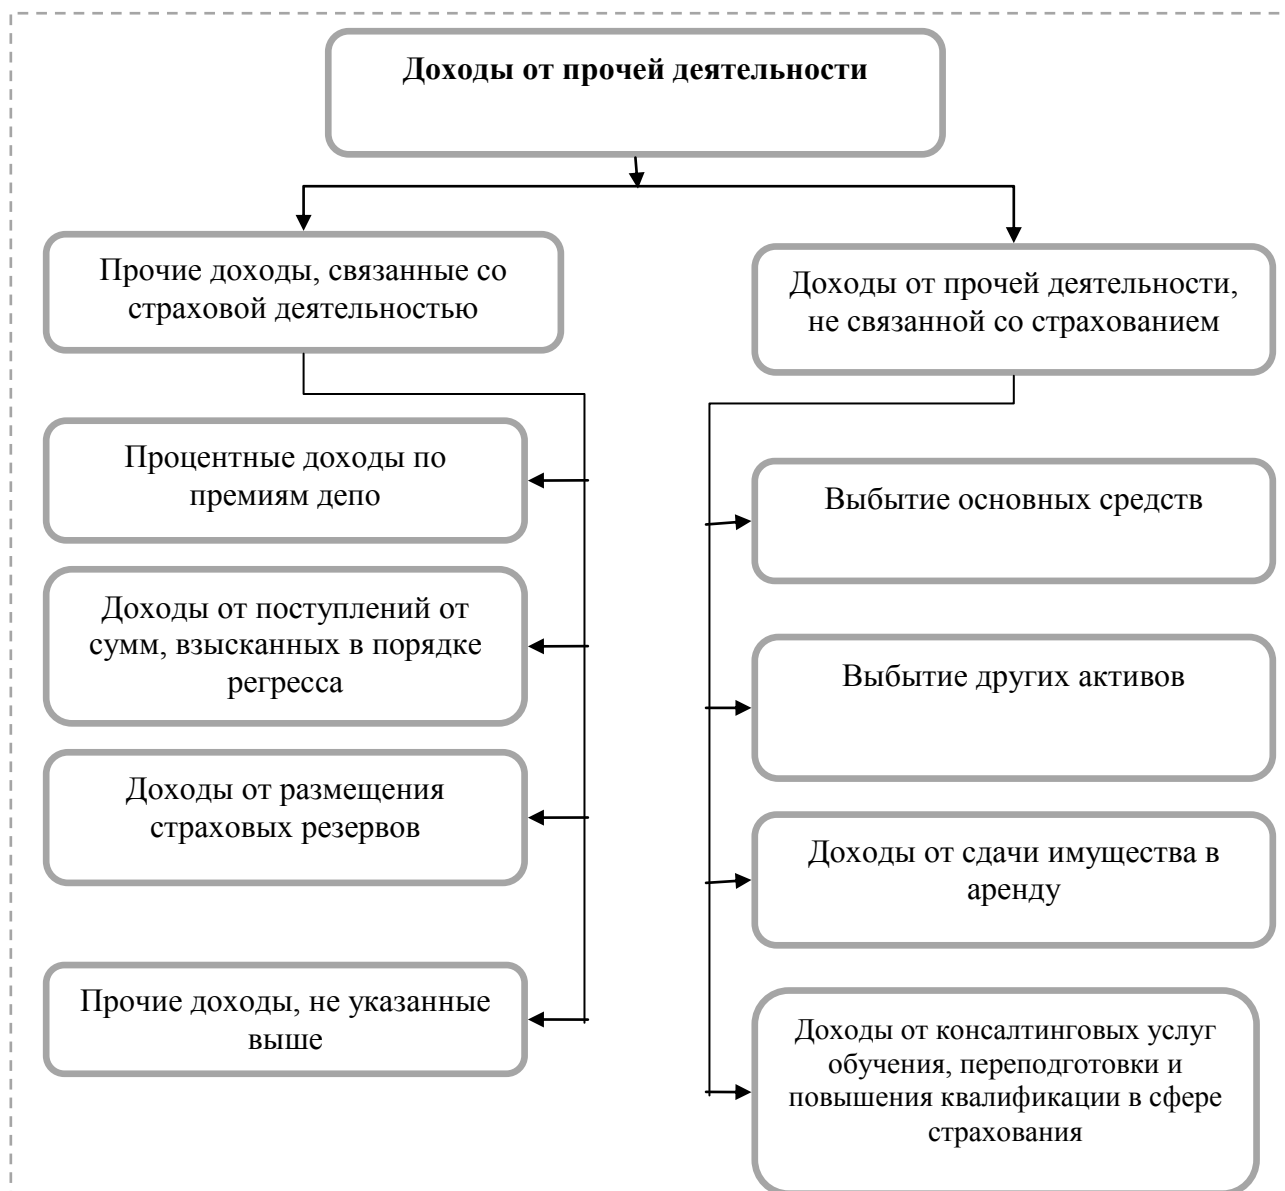 Доходы от прочей деятельности
Прочие доходы, связанные со
страховой деятельностью
Доходы от прочей деятельности,
не связанной со страхованием
Процентные доходы по
премиям депо
Доходы от поступлений от
сумм, взысканных в порядке
регресса
Доходы от размещения
страховых резервов
Прочие доходы, не указанные
выше
Выбытие основных средств
Выбытие других активов
Доходы от сдачи имущества в
аренду
Доходы от консалтинговых услуг
обучения, переподготовки и
повышения квалификации в сфере
страхования